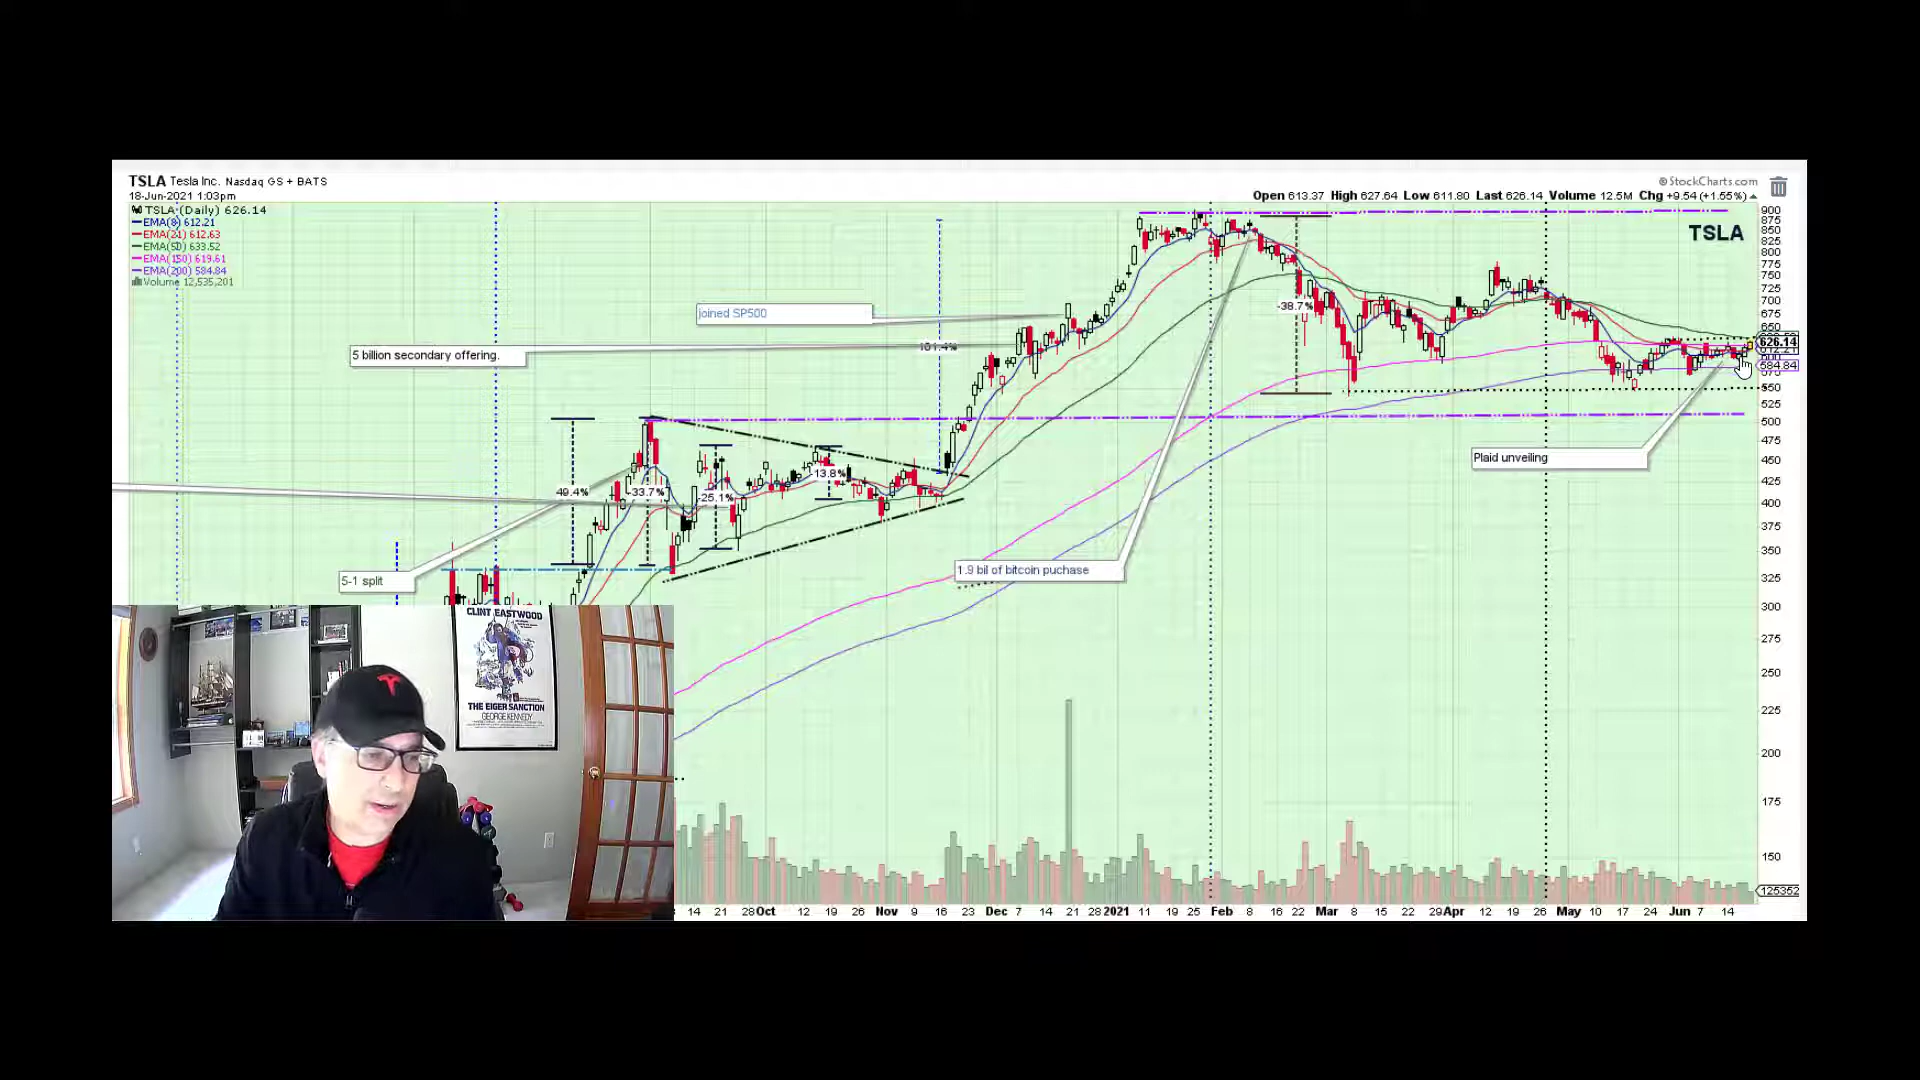 TSLA Tesla Inc. Nasdaq GS + BATS
®StockCharts.com
18-Jun-2021 1:03pm
Open 613.37 High 627.64 Low 611.80 Last 626.14 Volume 12.5M Chg +9.54 (+1.55%)
TSLA (Daily) 626.14
EMA(8) 612.21
EMA(21) 612.63
EMA(50) 633.52
EMA(150) 619.61
EMA(200) 584.84
Volume 12,535,201
TSLA
joined SP500
5 billion secondary offering.
5-1 split
1.9 bil of bitcoin puchase
Plaid unveiling
49.4%
-33.7%
-25.1%
13.8%
-38.7%
900
875
850
825
800
775
750
725
700
675
650
626.14
584.84
550
525
500
475
450
425
400
375
350
325
300
275
250
225
200
175
150
125352
14 21 28 Oct 12 19 26 Nov 9 16 23 Dec 7 14 21 28 2021 11 19 25 Feb 8 16 22 Mar 8 15 22 29 Apr 12 19 26 May 10 17 24 Jun 7 14
CLINT EASTWOOD
THE EIGER SANCTION
GEORGE KENNEDY